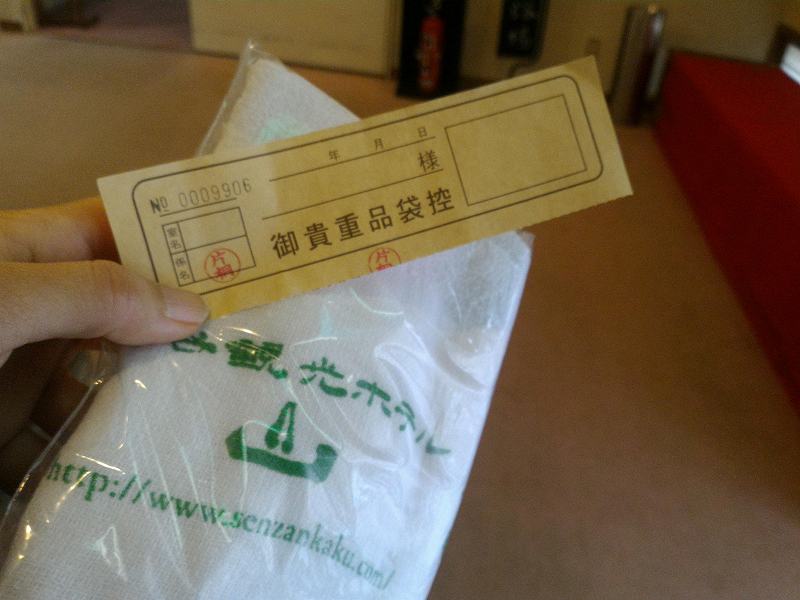 No 0009906
年 月 日
様
室名
係名
片桐
御貴重品袋控
片桐
観光ホテル
http://www.senzankaku.com/